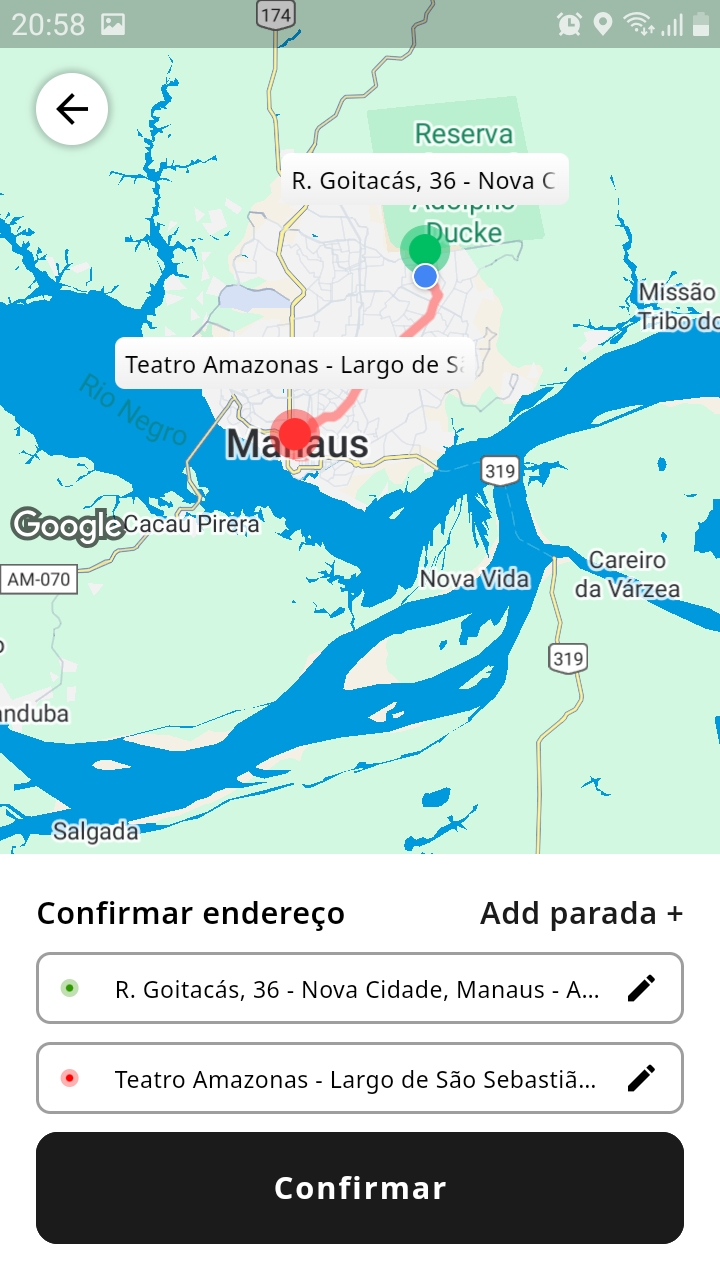 20:58
174
Reserva
R. Goitacás, 36 - Nova C
Adolpho
Ducke
Missão
Tribo do
Teatro Amazonas - Largo de Sã
Rio Negro
Manaus
319
Google
Cacau Pirera
AM-070
Nova Vida
Careiro
da Várzea
319
anduba
Salgada
Confirmar endereço
Add parada +
R. Goitacás, 36 - Nova Cidade, Manaus - A...
Teatro Amazonas - Largo de São Sebastiã...
Confirmar